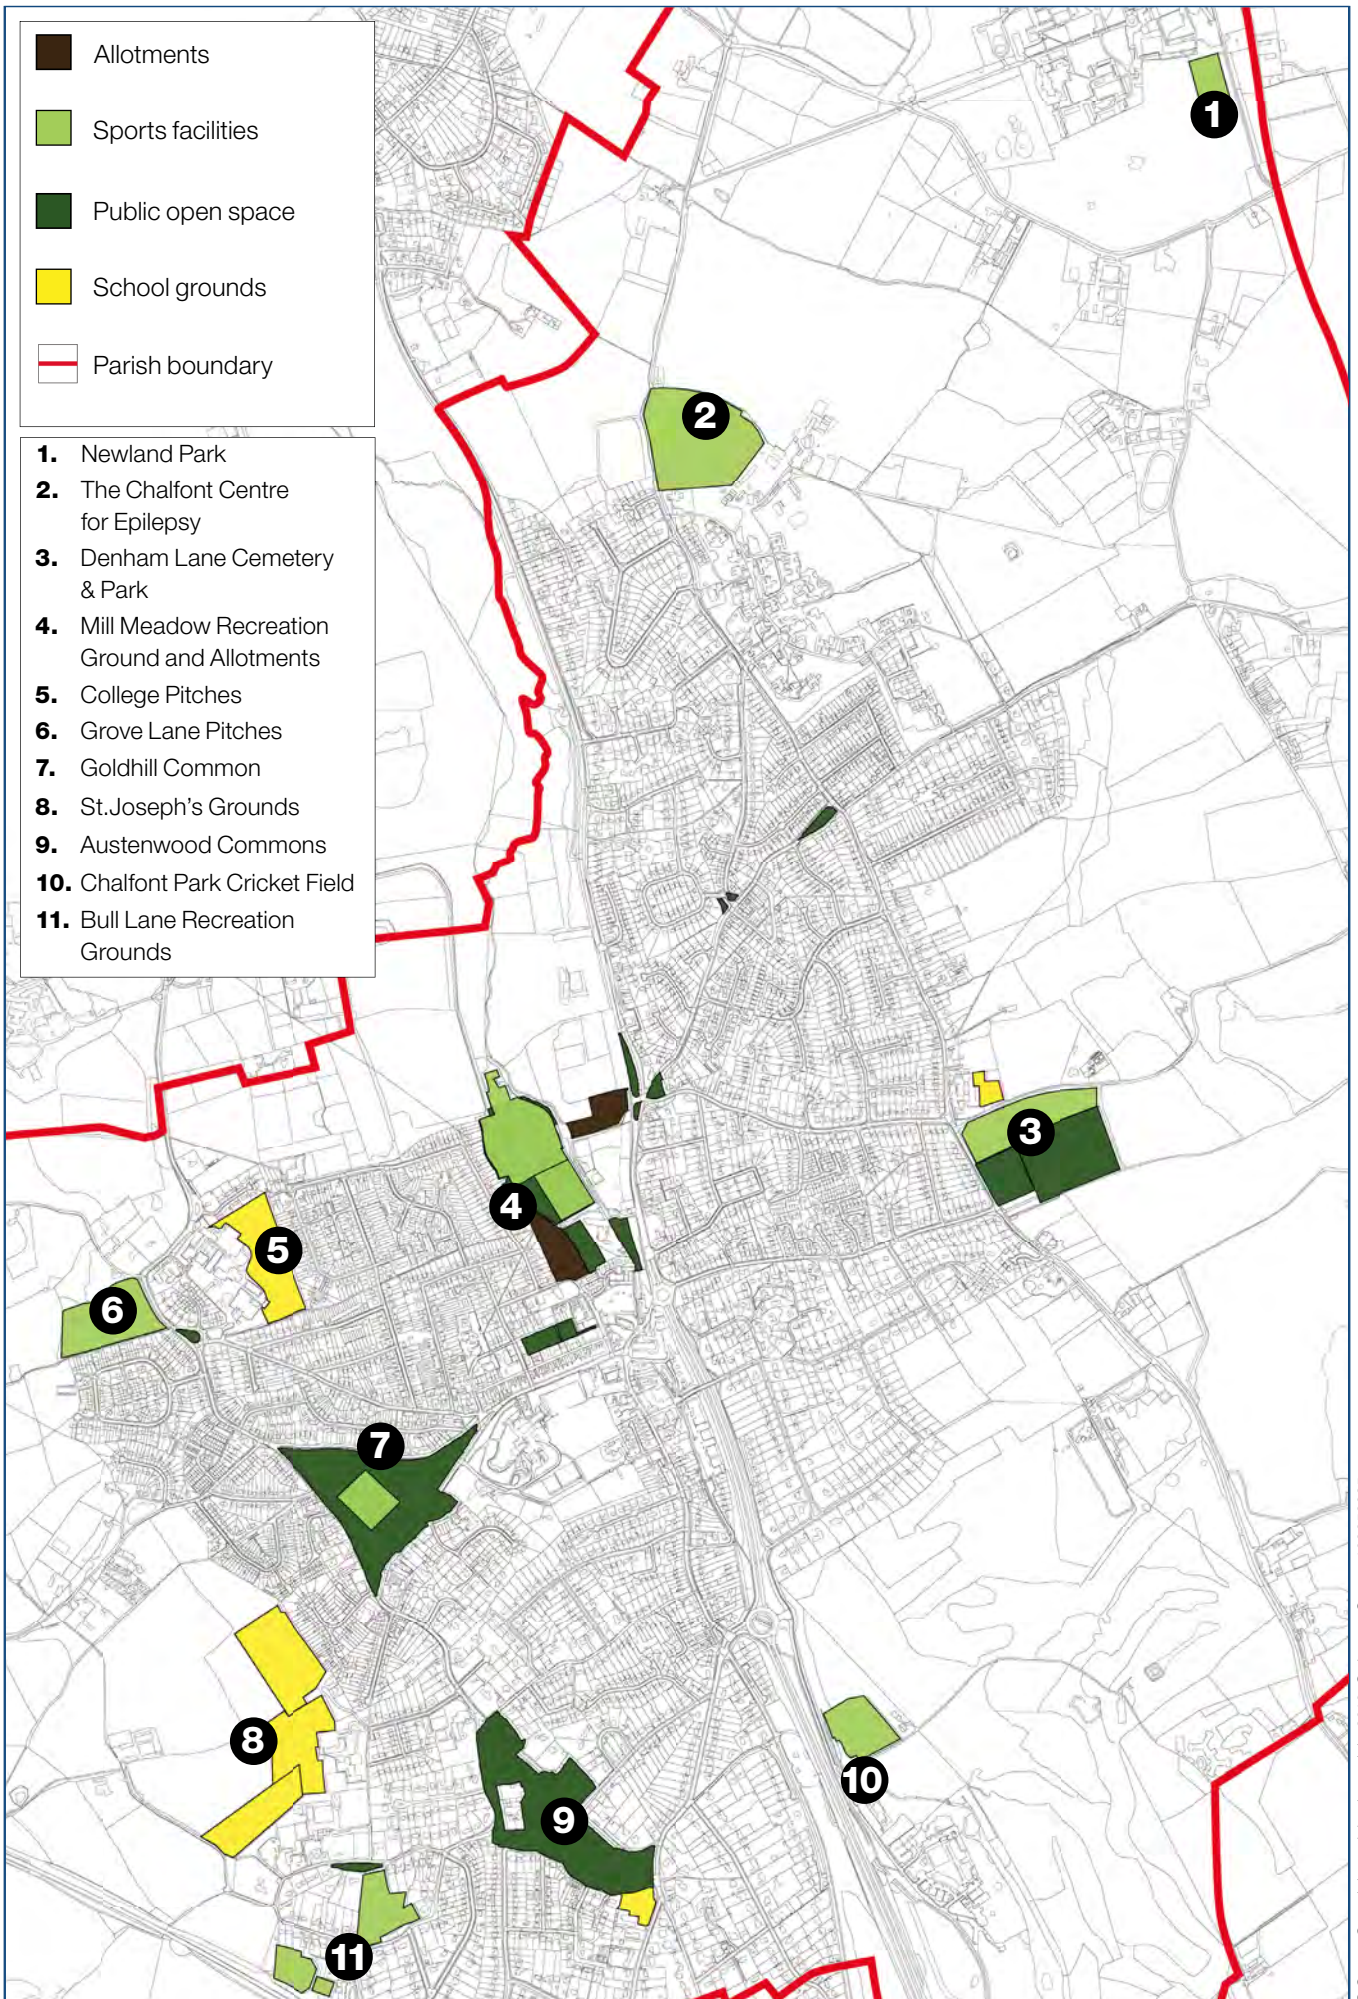 Allotments
Sports facilities
Public open space
School grounds
Parish boundary
1. Newland Park
2. The Chalfont Centre
for Epilepsy
3. Denham Lane Cemetery
& Park
4. Mill Meadow Recreation
Ground and Allotments
5. College Pitches
6. Grove Lane Pitches
7. Goldhill Common
8. St.Joseph's Grounds
9. Austenwood Commons
10. Chalfont Park Cricket Field
11. Bull Lane Recreation
Grounds
1
2
3
4
5
6
7
8
9
10
11